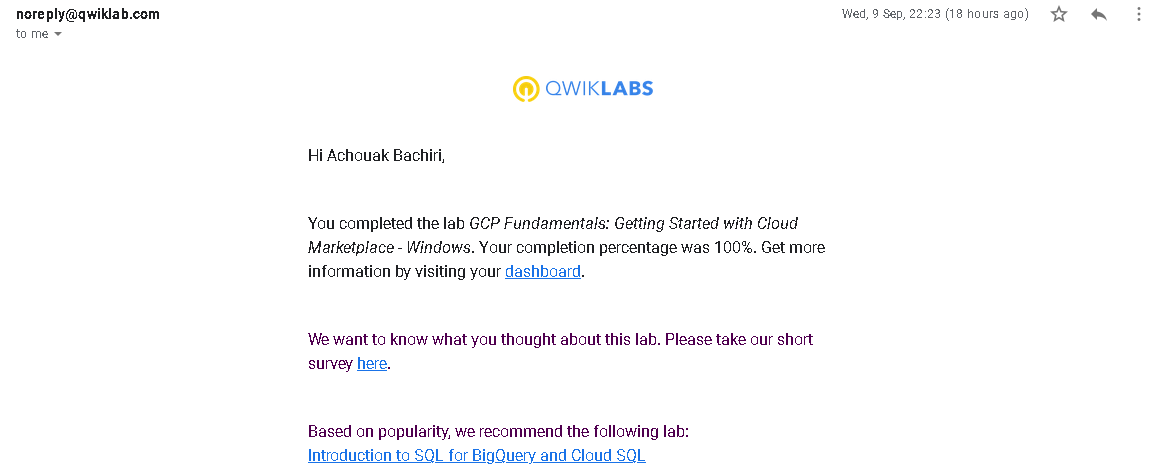 noreply@qwiklab.com
Wed, 9 Sep, 22:23 (18 hours ago)
to me
QWIKLABS
Hi Achouak Bachiri,
You completed the lab GCP Fundamentals: Getting Started with Cloud
Marketplace - Windows. Your completion percentage was 100%. Get more
information by visiting your dashboard.
We want to know what you thought about this lab. Please take our short
survey here.
Based on popularity, we recommend the following lab:
Introduction to SQL for BigQuery and Cloud SQL